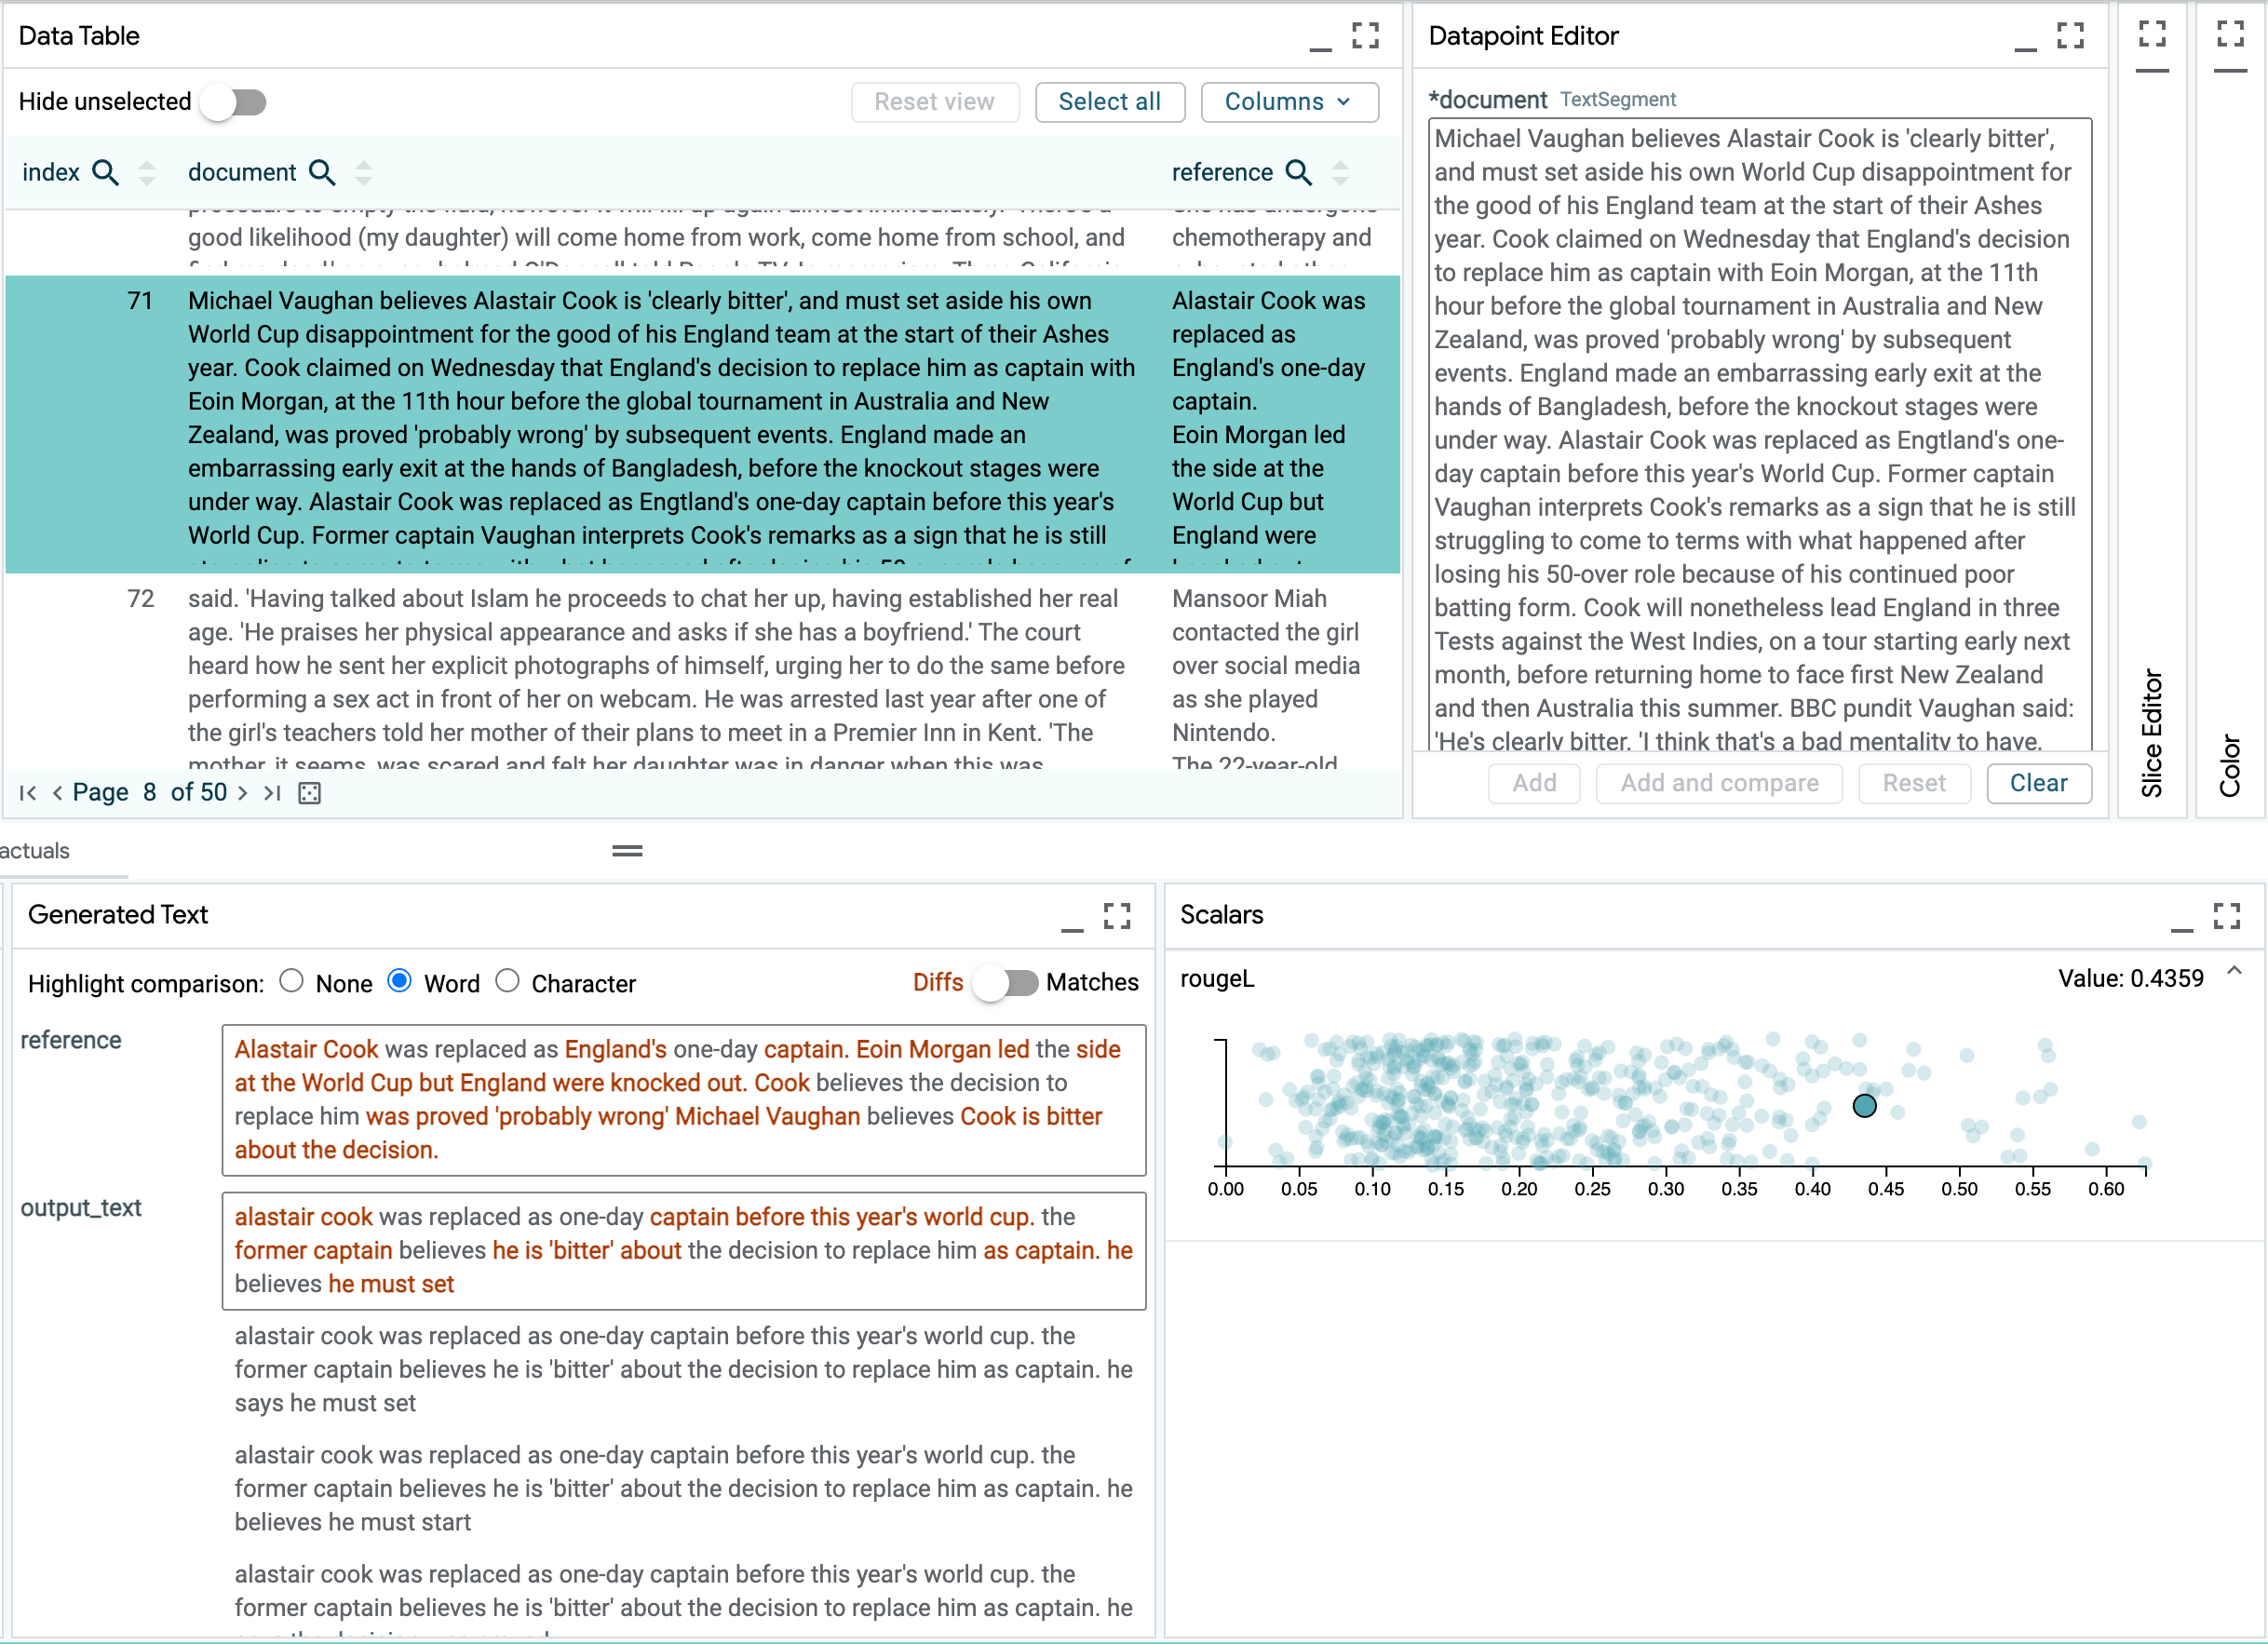 Data Table
Hide unselected
Reset view
Select all
Columns
index
document
reference
procedure to empty the fluid, however it will fill up again almost immediately. 'There's a
good likelihood (my daughter) will come home from work, come home from school, and
She has undergone
chemotherapy and
71
Michael Vaughan believes Alastair Cook is 'clearly bitter', and must set aside his own
World Cup disappointment for the good of his England team at the start of their Ashes
year. Cook claimed on Wednesday that England's decision to replace him as captain with
Eoin Morgan, at the 11th hour before the global tournament in Australia and New
Zealand, was proved 'probably wrong' by subsequent events. England made an
embarrassing early exit at the hands of Bangladesh, before the knockout stages were
under way. Alastair Cook was replaced as Engtland's one-day captain before this year's
World Cup. Former captain Vaughan interprets Cook's remarks as a sign that he is still
Alastair Cook was
replaced as
England's one-day
captain.
Eoin Morgan led
the side at the
World Cup but
England were
72
said. 'Having talked about Islam he proceeds to chat her up, having established her real
age. 'He praises her physical appearance and asks if she has a boyfriend.' The court
heard how he sent her explicit photographs of himself, urging her to do the same before
performing a sex act in front of her on webcam. He was arrested last year after one of
the girl's teachers told her mother of their plans to meet in a Premier Inn in Kent. 'The
mother, it seems, was scared and felt her daughter was in danger when this was
Mansoor Miah
contacted the girl
over social media
as she played
Nintendo.
The 22-year-old
Page 8 of 50
Datapoint Editor
*document TextSegment
Michael Vaughan believes Alastair Cook is 'clearly bitter',
and must set aside his own World Cup disappointment for
the good of his England team at the start of their Ashes
year. Cook claimed on Wednesday that England's decision
to replace him as captain with Eoin Morgan, at the 11th
hour before the global tournament in Australia and New
Zealand, was proved 'probably wrong' by subsequent
events. England made an embarrassing early exit at the
hands of Bangladesh, before the knockout stages were
under way. Alastair Cook was replaced as Engtland's one-
day captain before this year's World Cup. Former captain
Vaughan interprets Cook's remarks as a sign that he is still
struggling to come to terms with what happened after
losing his 50-over role because of his continued poor
batting form. Cook will nonetheless lead England in three
Tests against the West Indies, on a tour starting early next
month, before returning home to face first New Zealand
and then Australia this summer. BBC pundit Vaughan said:
'He's clearly bitter. 'I think that's a bad mentality to have.
Add
Add and compare
Reset
Clear
Slice Editor
Color
actuals
Generated Text
Highlight comparison: None Word Character
Diffs Matches
reference
Alastair Cook was replaced as England's one-day captain. Eoin Morgan led the side
at the World Cup but England were knocked out. Cook believes the decision to
replace him was proved 'probably wrong' Michael Vaughan believes Cook is bitter
about the decision.
output_text
alastair cook was replaced as one-day captain before this year's world cup. the
former captain believes he is 'bitter' about the decision to replace him as captain. he
believes he must set
alastair cook was replaced as one-day captain before this year's world cup. the
former captain believes he is 'bitter' about the decision to replace him as captain. he
says he must set
alastair cook was replaced as one-day captain before this year's world cup. the
former captain believes he is 'bitter' about the decision to replace him as captain. he
believes he must start
alastair cook was replaced as one-day captain before this year's world cup. the
former captain believes he is 'bitter' about the decision to replace him as captain. he
Scalars
rougeL
Value: 0.4359
0.00 0.05 0.10 0.15 0.20 0.25 0.30 0.35 0.40 0.45 0.50 0.55 0.60